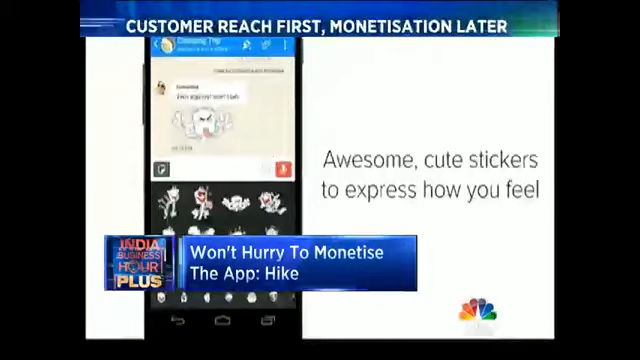 CUSTOMER REACH FIRST, MONETISATION LATER
Awesome, cute stickers
to express how you feel
INDIA
BUSINESS
HOUR
PLUS
Won't Hurry To Monetise
The App: Hike